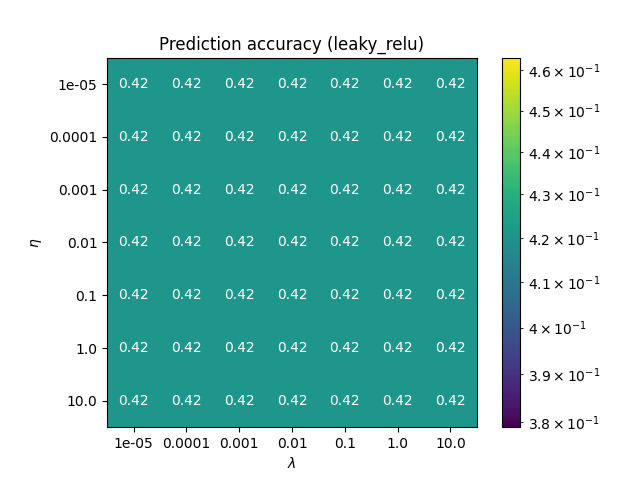 Prediction accuracy (leaky_relu)
η
1e-05 0.42 0.42 0.42 0.42 0.42 0.42 0.42
0.0001 0.42 0.42 0.42 0.42 0.42 0.42 0.42
0.001 0.42 0.42 0.42 0.42 0.42 0.42 0.42
0.01 0.42 0.42 0.42 0.42 0.42 0.42 0.42
0.1 0.42 0.42 0.42 0.42 0.42 0.42 0.42
1.0 0.42 0.42 0.42 0.42 0.42 0.42 0.42
10.0 0.42 0.42 0.42 0.42 0.42 0.42 0.42
1e-05 0.0001 0.001 0.01 0.1 1.0 10.0
λ
4.6 × 10⁻¹
4.5 × 10⁻¹
4.4 × 10⁻¹
4.3 × 10⁻¹
4.2 × 10⁻¹
4.1 × 10⁻¹
4 × 10⁻¹
3.9 × 10⁻¹
3.8 × 10⁻¹